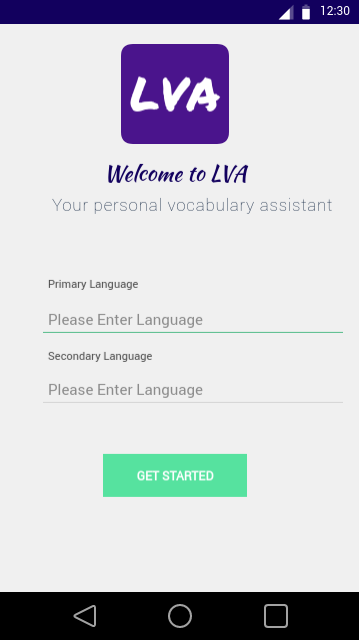 12:30
LVA
Welcome to LVA
Your personal vocabulary assistant
Primary Language
Please Enter Language
Secondary Language
Please Enter Language
GET STARTED